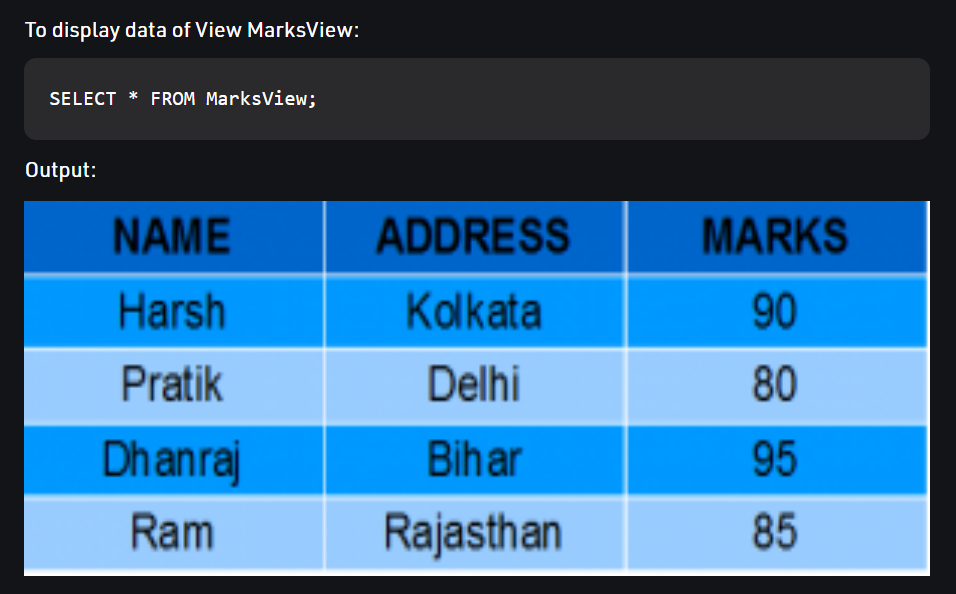 To display data of View MarksView:
SELECT * FROM MarksView;
Output:
NAME ADDRESS MARKS
Harsh Kolkata 90
Pratik Delhi 80
Dhanraj Bihar 95
Ram Rajasthan 85